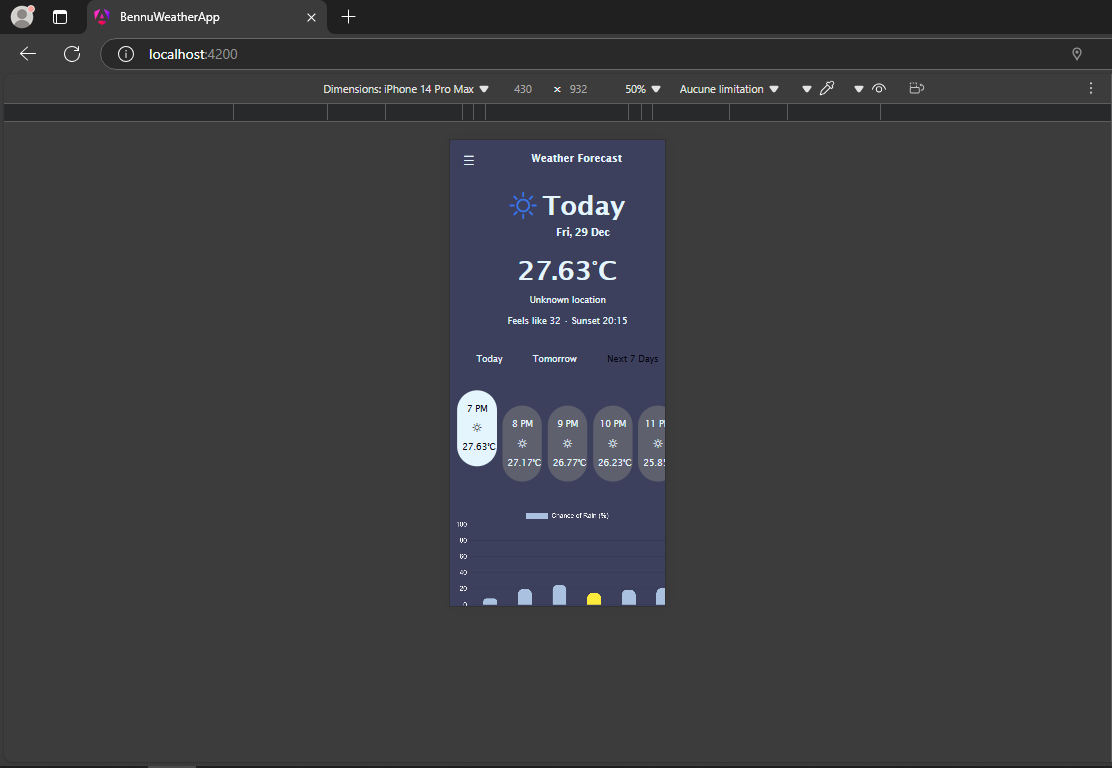 BennuWeatherApp
localhost:4200
Dimensions: iPhone 14 Pro Max 430 × 932 50% Aucune limitation
Weather Forecast
Today
Fri, 29 Dec
27.63°C
Unknown location
Feels like 32 - Sunset 20:15
Today Tomorrow Next 7 Days
7 PM 8 PM 9 PM 10 PM 11 P
27.63°C 27.17°C 26.77°C 26.23°C 25.8
Chance of Rain (%)
100
80
60
40
20
0